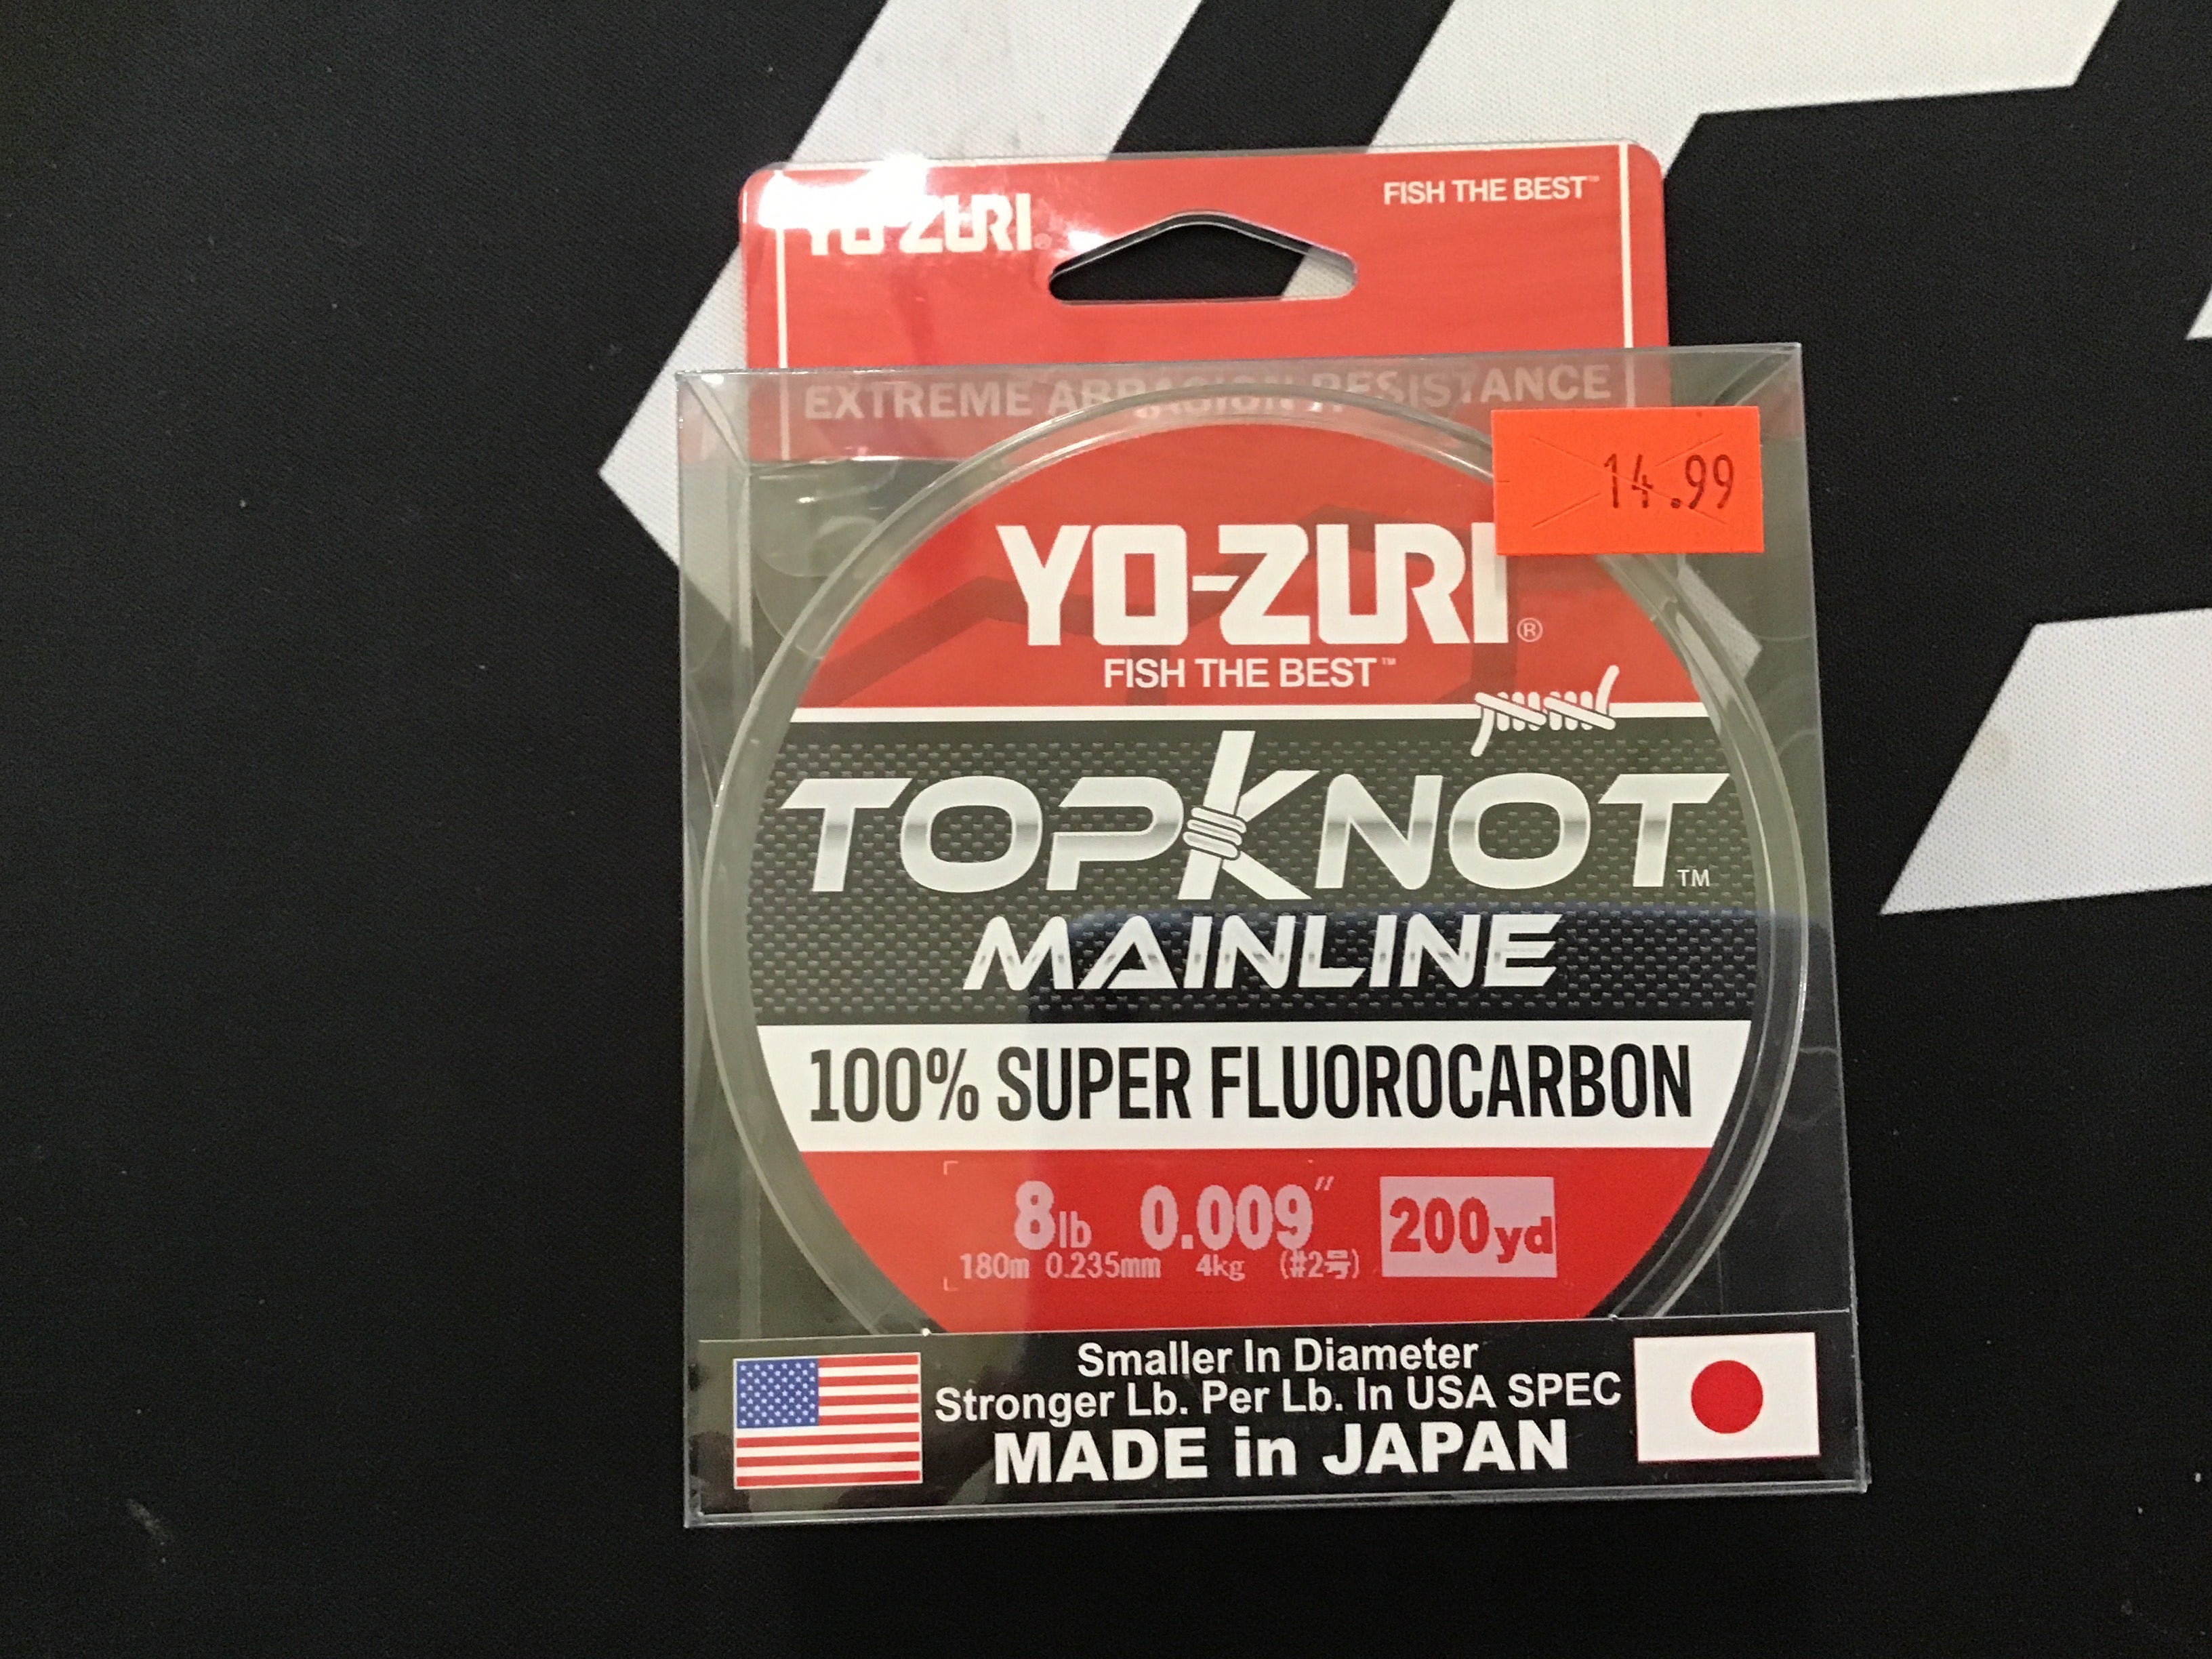 YO-ZURI®
FISH THE BEST™
EXTREME ABRASION RESISTANCE
14.99
YO-ZURI®
FISH THE BEST™
TOPKNOT™
MAINLINE
100% SUPER FLUOROCARBON
8lb 0.009" 200yd
180m 0.235mm 4kg (#2号)
Smaller In Diameter
Stronger Lb. Per Lb. In USA SPEC
MADE in JAPAN